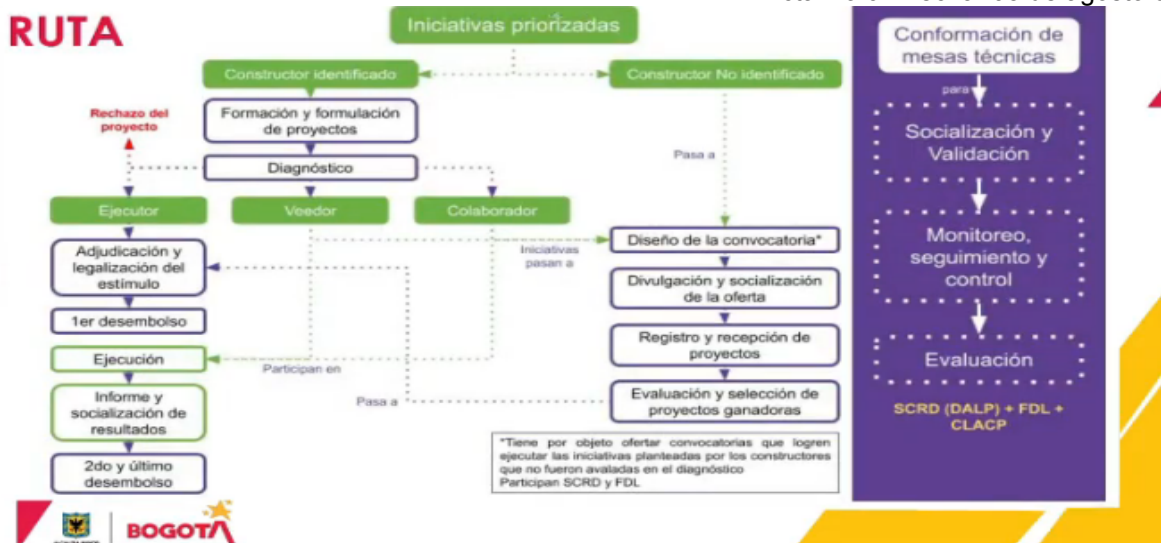 RUTA
Iniciativas priorizadas
Constructor identificado
Constructor No identificado
Rechazo del
proyecto
Formación y formulación
de proyectos
Diagnóstico
Pasa a
Ejecutor
Veedor
Colaborador
Adjudicación y
legalización del
estímulo
Iniciativas
pasan a
Diseño de la convocatoria*
Divulgación y socialización
de la oferta
1er desembolso
Registro y recepción de
proyectos
Ejecución
Participan en
Informe y
socialización de
resultados
Pasa a
Evaluación y selección de
proyectos ganadoras
2do y último
desembolso
*Tiene por objeto ofertar convocatorias que logren
ejecutar las iniciativas planteadas por los constructores
que no fueron avaladas en el diagnóstico
Participan SCRD y FDL
Conformación de
mesas técnicas
para
Socialización y
Validación
Monitoreo,
seguimiento y
control
Evaluación
SCRD (DALP) + FDL +
CLACP
BOGOTÁ